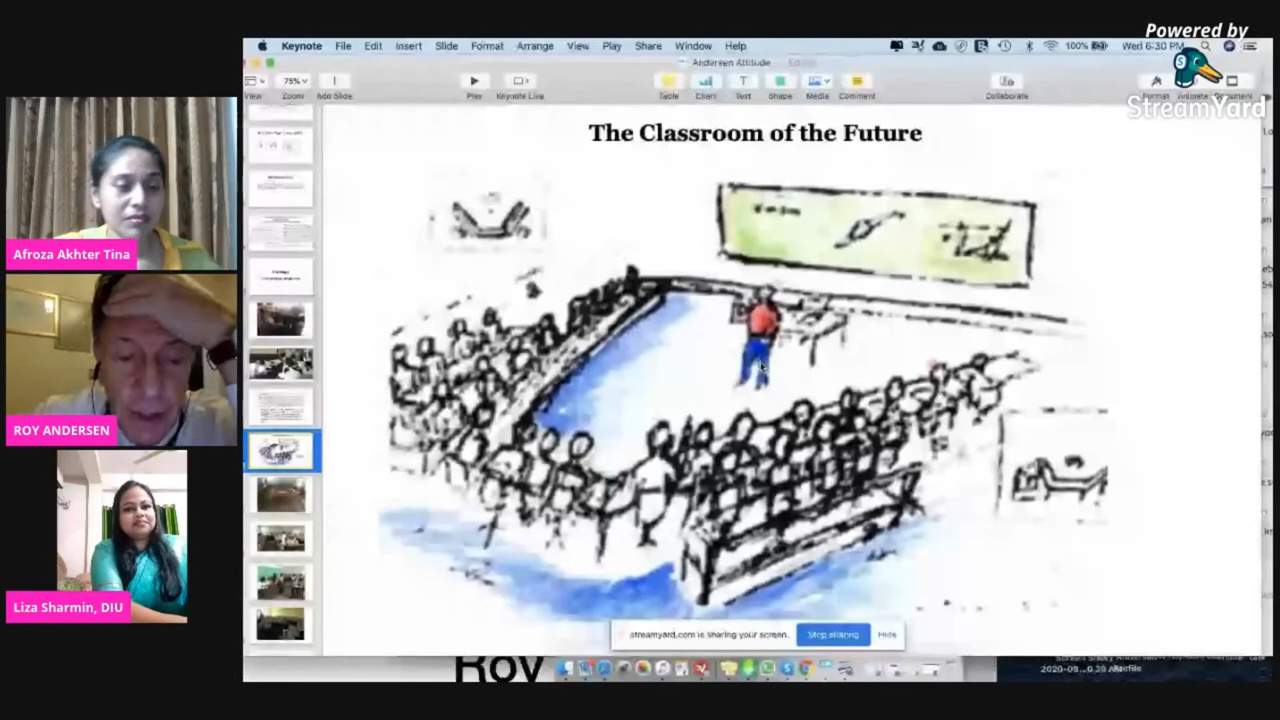 Powered by
StreamYard
Keynote File Edit Insert Slide Format Arrange View Play Share Window Help 100% Wed 6:30 PM
Andersen Attitude
75%
View Zoom Add Slide Play Keynote Live Table Chart Text Shape Media Comment Collaborate Format Animate Document
The Classroom of the Future
Afroza Akhter Tina
ROY ANDERSEN
Liza Sharmin, DIU
streamyard.com is sharing your screen. Stop sharing Hide
Roy